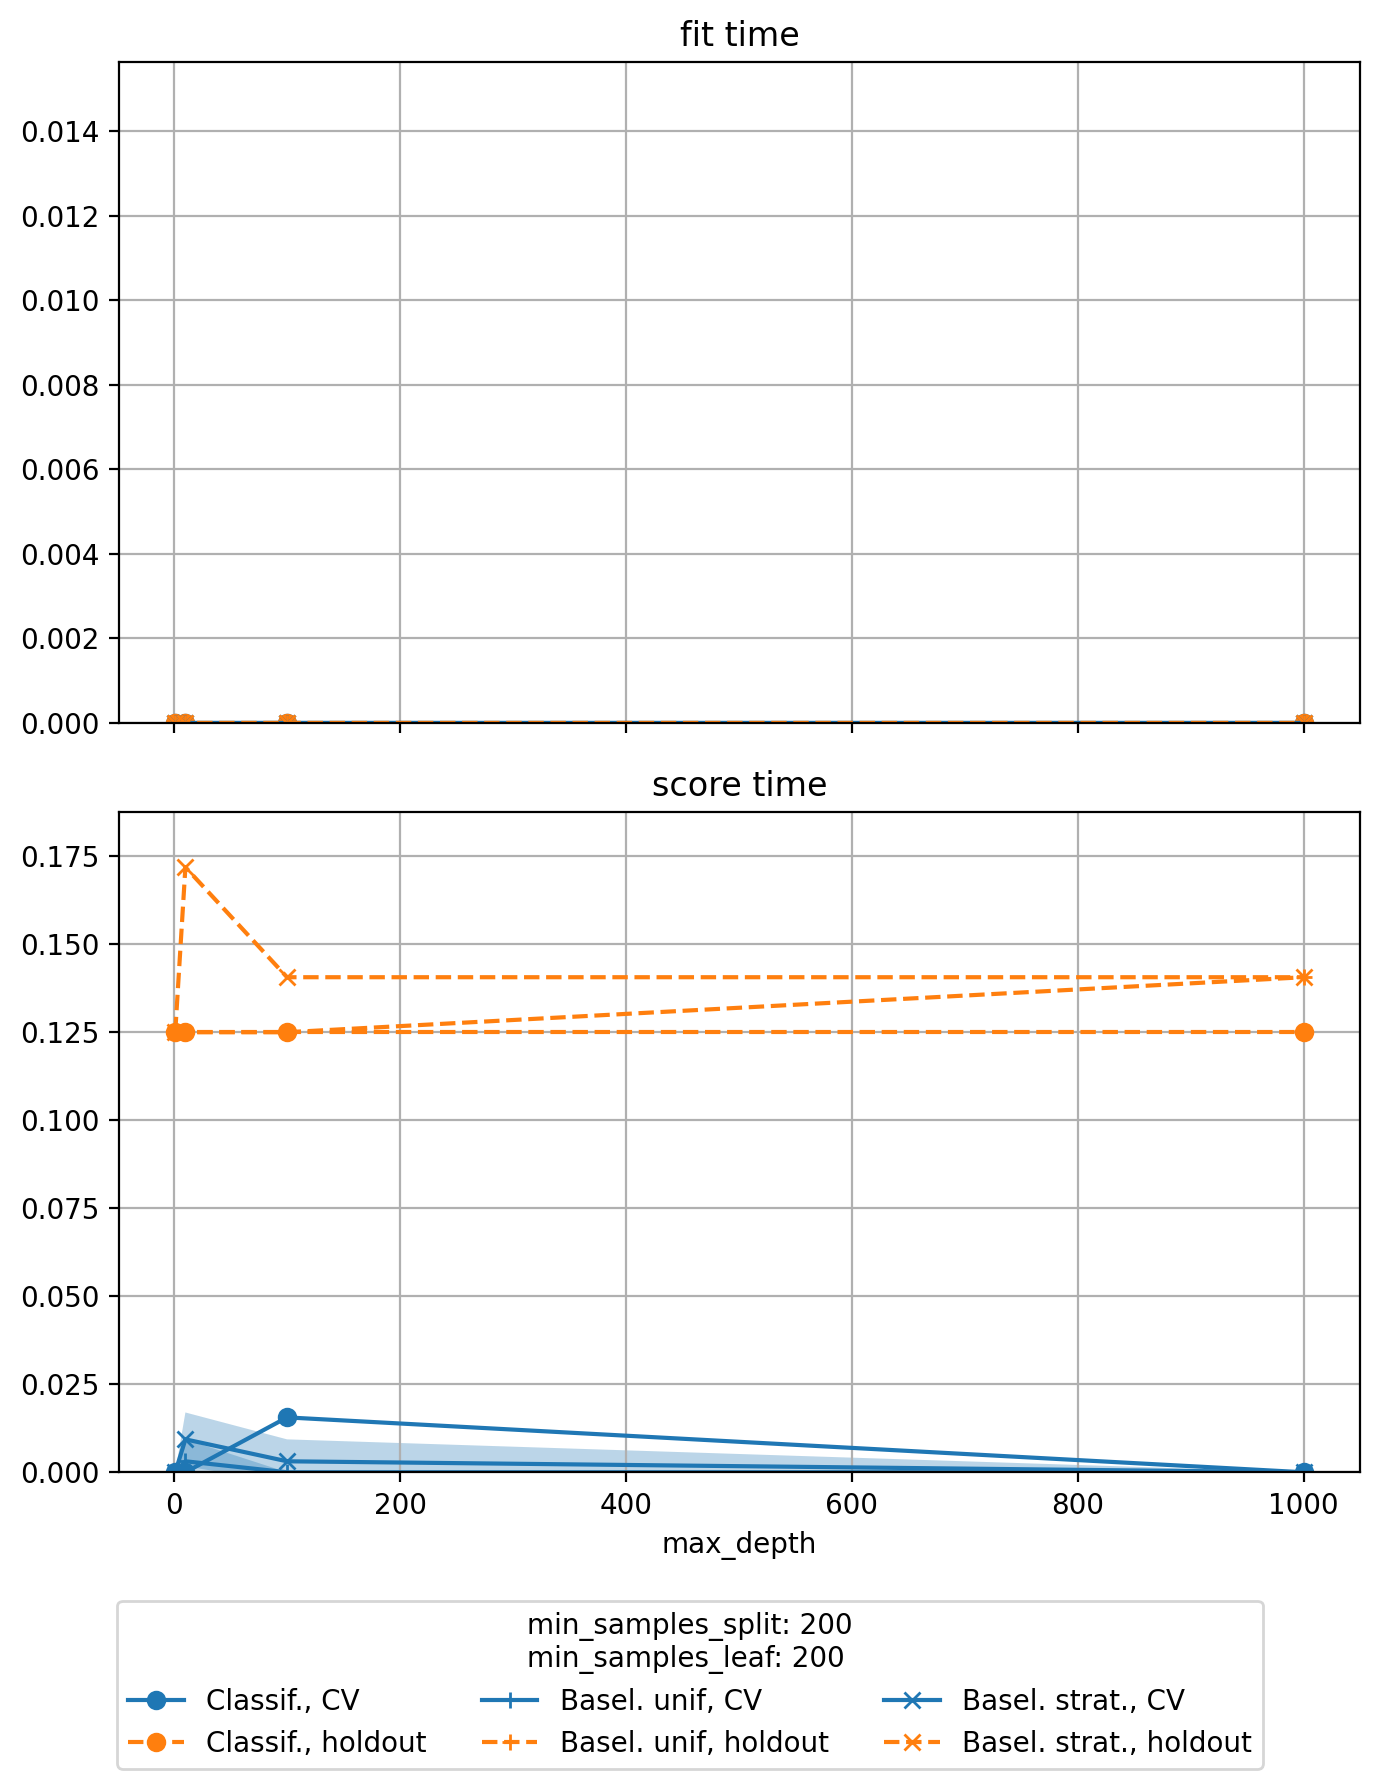 fit time
0.014
0.012
0.010
0.008
0.006
0.004
0.002
0.000
score time
0.175
0.150
0.125
0.100
0.075
0.050
0.025
0.000
0 200 400 600 800 1000
max_depth
min_samples_split: 200
min_samples_leaf: 200
Classif., CV Basel. unif, CV Basel. strat., CV
Classif., holdout Basel. unif, holdout Basel. strat., holdout